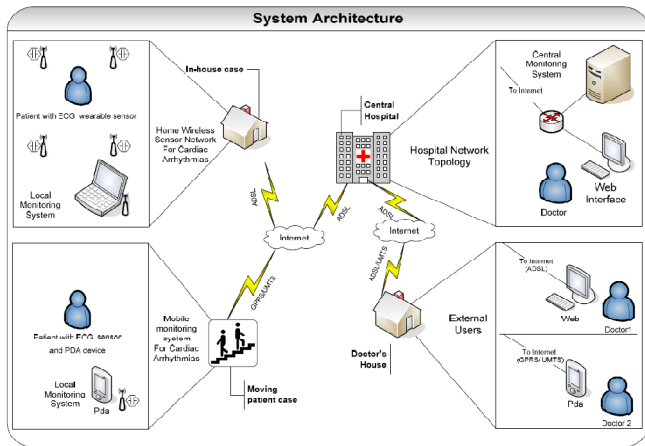 System Architecture
Patient with ECG wearable sensor
Local
Monitoring
System
In-house case
Home Wireless
Sensor Network
For Cardiac
Arrhythmias
ADSL
Internet
ADSL
GPRS/UMTS
Central
Hospital
Hospital Network
Topology
ADSL
Internet
ADSL/UMTS
Central
Monitoring
System
To Internet
Web
Interface
Doctor
Patient with ECG sensor
and PDA device
Local
Monitoring
System
Pda
Mobile
monitoring
system
For Cardiac
Arrhythmias
Moving
patient case
Doctor's
House
External
Users
To Internet
(ADSL)
Web
Doctor1
To Internet
(GPRS/UMTS)
Pda
Doctor 2